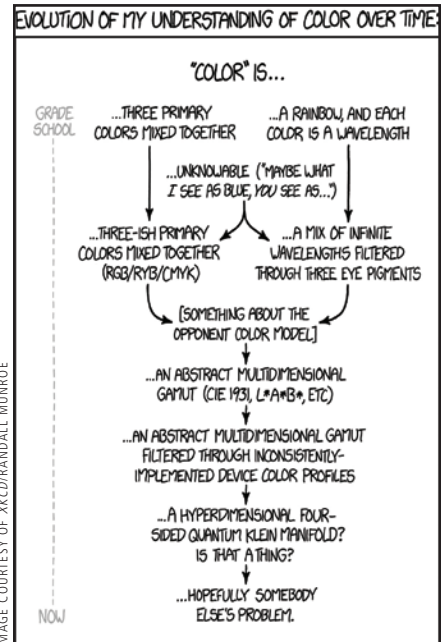 EVOLUTION OF MY UNDERSTANDING OF COLOR OVER TIME:
"COLOR" IS...
GRADE
SCHOOL
...THREE PRIMARY
COLORS MIXED TOGETHER
...A RAINBOW, AND EACH
COLOR IS A WAVELENGTH
...UNKNOWABLE ("MAYBE WHAT
I SEE AS BLUE, YOU SEE AS...")
...THREE-ISH PRIMARY
COLORS MIXED TOGETHER
(RGB/RYB/CMYK)
...A MIX OF INFINITE
WAVELENGTHS FILTERED
THROUGH THREE EYE PIGMENTS
[SOMETHING ABOUT THE
OPPONENT COLOR MODEL]
...AN ABSTRACT MULTIDIMENSIONAL
GAMUT (CIE 1931, L*A*B*, ETC)
...AN ABSTRACT MULTIDIMENSIONAL GAMUT
FILTERED THROUGH INCONSISTENTLY-
IMPLEMENTED DEVICE COLOR PROFILES
...A HYPERDIMENSIONAL FOUR-
SIDED QUANTUM KLEIN MANIFOLD?
IS THAT A THING?
...HOPEFULLY SOMEBODY
ELSE'S PROBLEM.
NOW
IMAGE COURTESY OF XKCD/RANDALL MUNROE